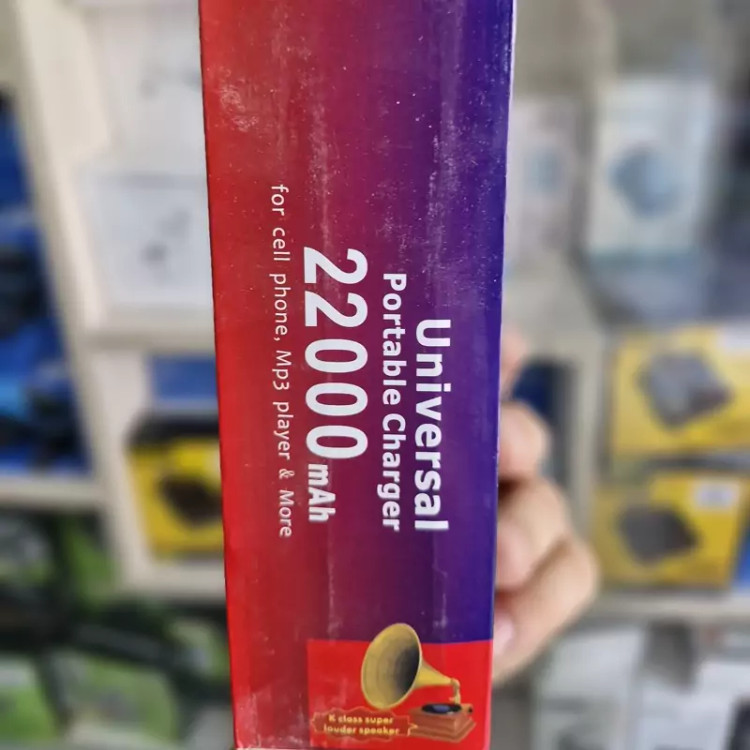 Universal
Portable Charger
22000mAh
for cell phone, Mp3 player & More
K class super
louder speaker